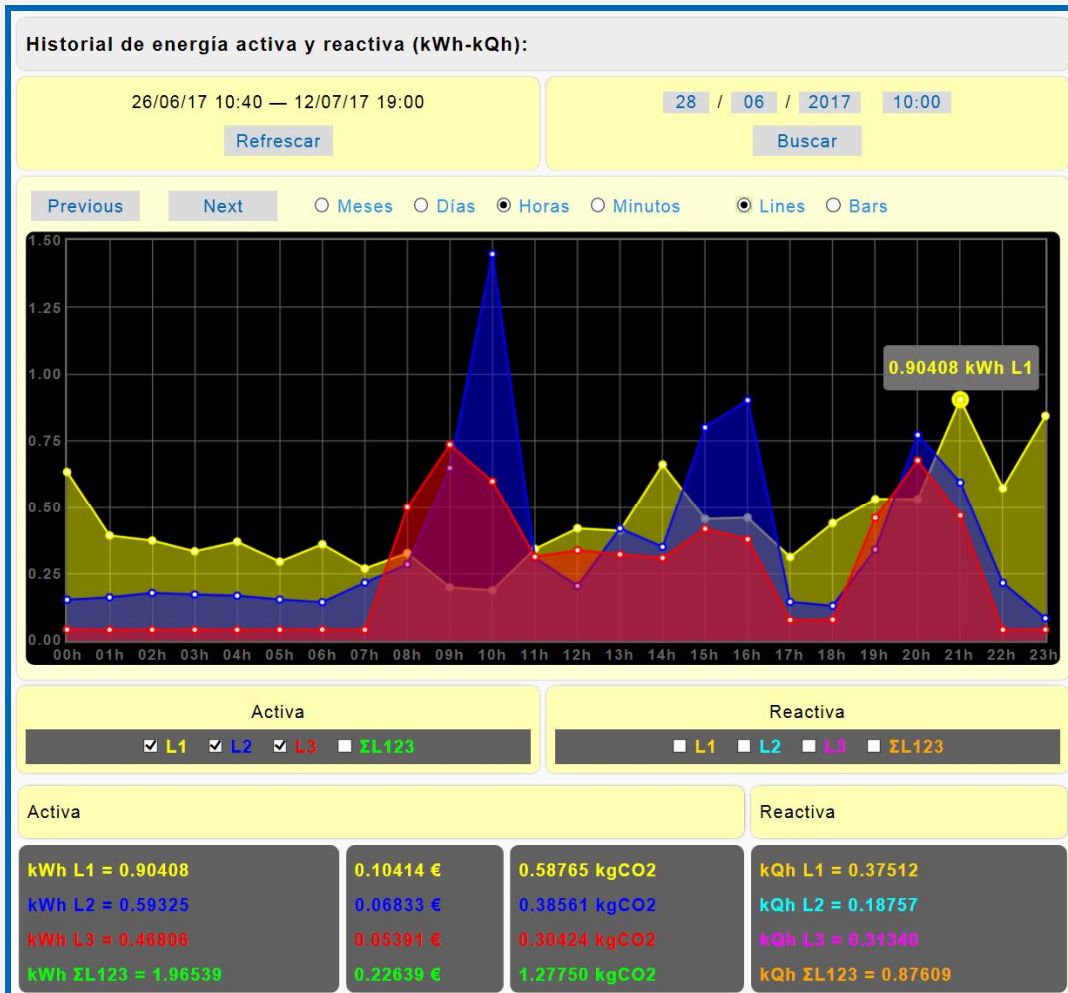 Historial de energía activa y reactiva (kWh-kQh):
26/06/17 10:40 — 12/07/17 19:00
Refrescar
28 / 06 / 2017 10:00
Buscar
Previous Next Meses Días Horas Minutos Lines Bars
1.50
1.25
1.00
0.75
0.50
0.25
0.00
0.90408 kWh L1
00h 01h 02h 03h 04h 05h 06h 07h 08h 09h 10h 11h 12h 13h 14h 15h 16h 17h 18h 19h 20h 21h 22h 23h
Activa
L1 L2 L3 ΣL123
Reactiva
L1 L2 L3 ΣL123
Activa
Reactiva
kWh L1 = 0.90408 0.10414 € 0.58765 kgCO2 kQh L1 = 0.37512
kWh L2 = 0.59325 0.06833 € 0.38561 kgCO2 kQh L2 = 0.18757
kWh L3 = 0.46806 0.05391 € 0.30424 kgCO2 kQh L3 = 0.31340
kWh ΣL123 = 1.96539 0.22639 € 1.27750 kgCO2 kQh ΣL123 = 0.87609